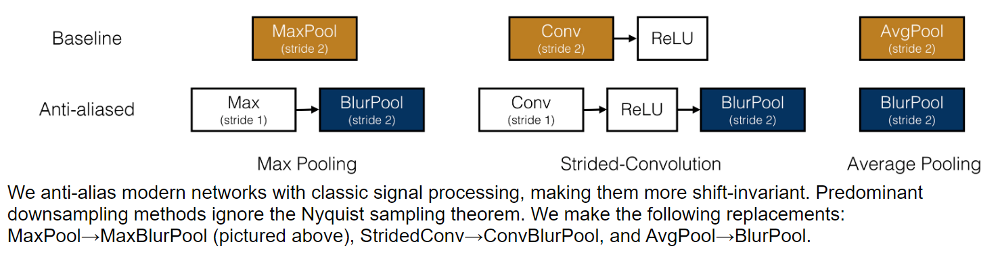 Baseline
MaxPool
(stride 2)
Conv
(stride 2)
ReLU
AvgPool
(stride 2)
Anti-aliased
Max
(stride 1)
BlurPool
(stride 2)
Conv
(stride 1)
ReLU
BlurPool
(stride 2)
BlurPool
(stride 2)
Max Pooling
Strided-Convolution
Average Pooling
We anti-alias modern networks with classic signal processing, making them more shift-invariant. Predominant
downsampling methods ignore the Nyquist sampling theorem. We make the following replacements:
MaxPool→MaxBlurPool (pictured above), StridedConv→ConvBlurPool, and AvgPool→BlurPool.